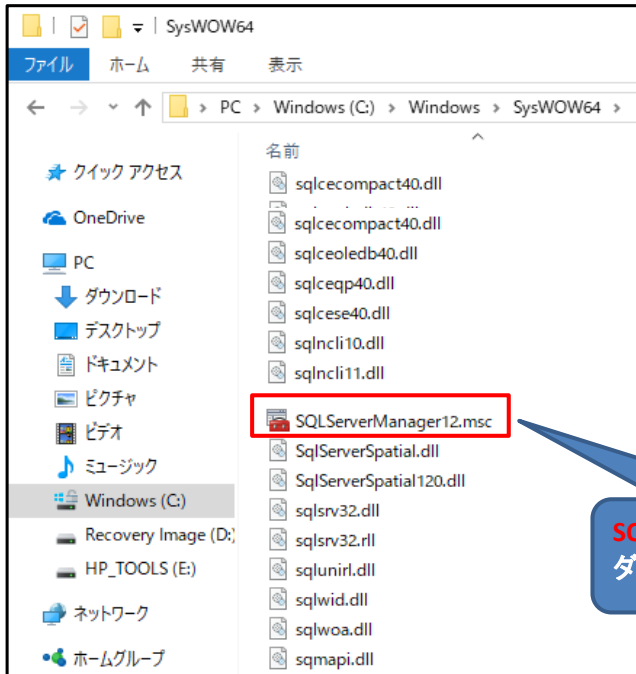 SysWOW64
ファイル ホーム 共有 表示
PC > Windows (C:) > Windows > SysWOW64 >
名前
クイック アクセス
OneDrive
PC
ダウンロード
デスクトップ
ドキュメント
ピクチャ
ビデオ
ミュージック
Windows (C:)
Recovery Image (D:)
HP_TOOLS (E:)
ネットワーク
ホームグループ
sqlcecompact40.dll
sqlcecompact40.dll
sqlceoledb40.dll
sqlceqp40.dll
sqlcese40.dll
sqlncli10.dll
sqlncli11.dll
SQLServerManager12.msc
SqlServerSpatial.dll
SqlServerSpatial120.dll
sqlsrv32.dll
sqlsrv32.rll
sqlunirl.dll
sqlwid.dll
sqlwoa.dll
sqmapi.dll